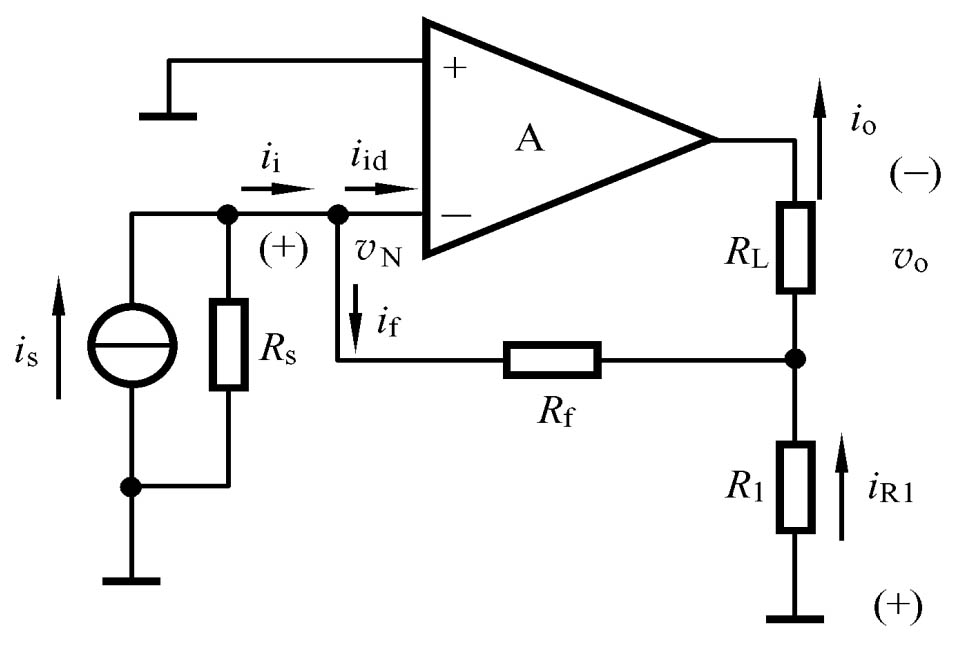 +
A
−
i_o
(−)
i_i
i_id
(+)
v_N
R_L
v_o
i_s
R_s
i_f
R_f
R_1
i_R1
(+)